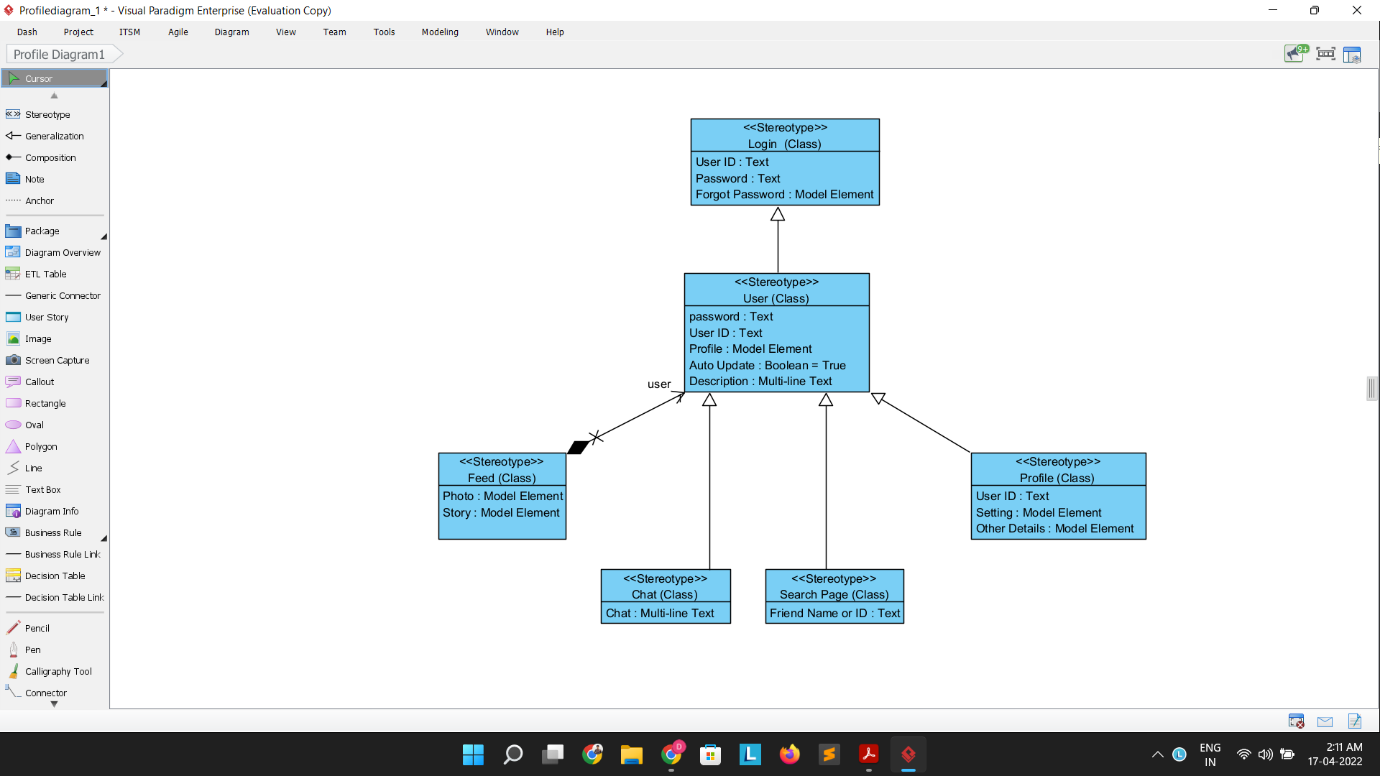 Profilediagram_1 * - Visual Paradigm Enterprise (Evaluation Copy)
Dash Project ITSM Agile Diagram View Team Tools Modeling Window Help
Profile Diagram1
9+
Cursor
Stereotype
Generalization
Composition
Note
Anchor
Package
Diagram Overview
ETL Table
Generic Connector
User Story
Image
Screen Capture
Callout
Rectangle
Oval
Polygon
Line
Text Box
Diagram Info
Business Rule
Business Rule Link
Decision Table
Decision Table Link
Pencil
Pen
Calligraphy Tool
Connector
<<Stereotype>>
Login (Class)
User ID : Text
Password : Text
Forgot Password : Model Element
<<Stereotype>>
User (Class)
password : Text
User ID : Text
Profile : Model Element
Auto Update : Boolean = True
Description : Multi-line Text
user
<<Stereotype>>
Feed (Class)
Photo : Model Element
Story : Model Element
<<Stereotype>>
Profile (Class)
User ID : Text
Setting : Model Element
Other Details : Model Element
<<Stereotype>>
Chat (Class)
Chat : Multi-line Text
<<Stereotype>>
Search Page (Class)
Friend Name or ID : Text
D
L
L
ENG
IN
2:11 AM
17-04-2022